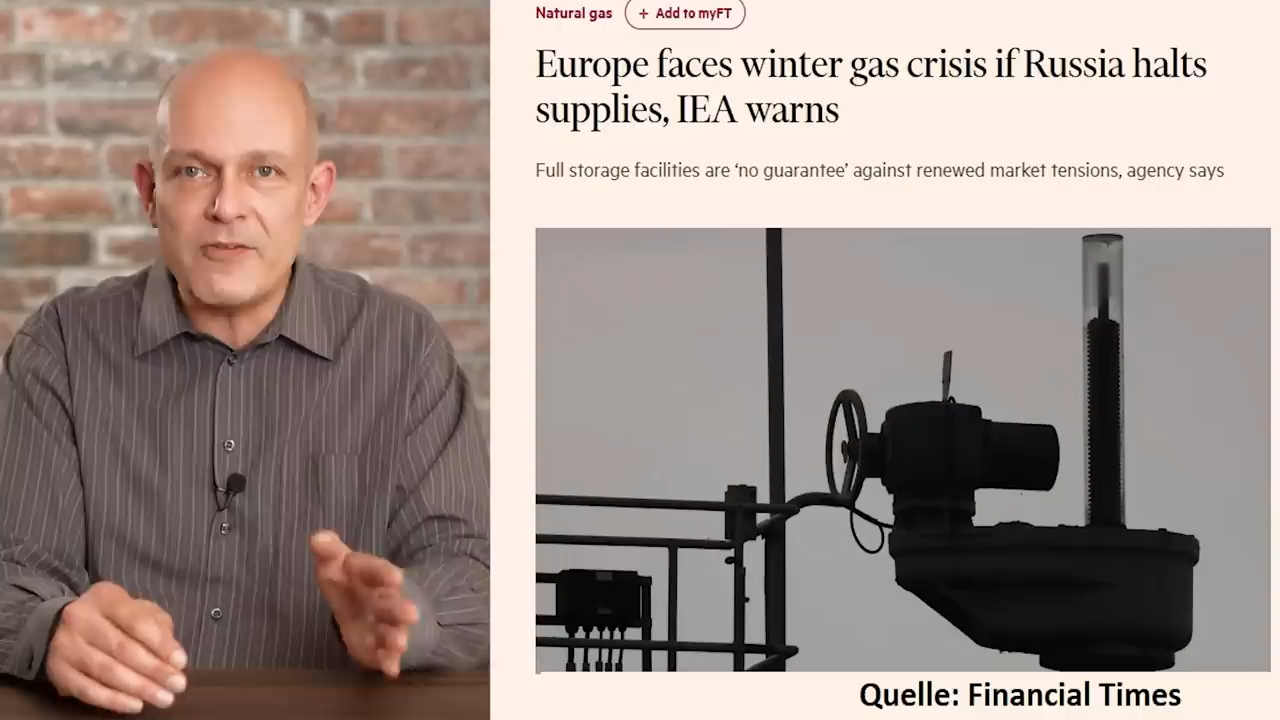 Natural gas
+ Add to myFT
Europe faces winter gas crisis if Russia halts
supplies, IEA warns
Full storage facilities are ‘no guarantee’ against renewed market tensions, agency says
Quelle: Financial Times